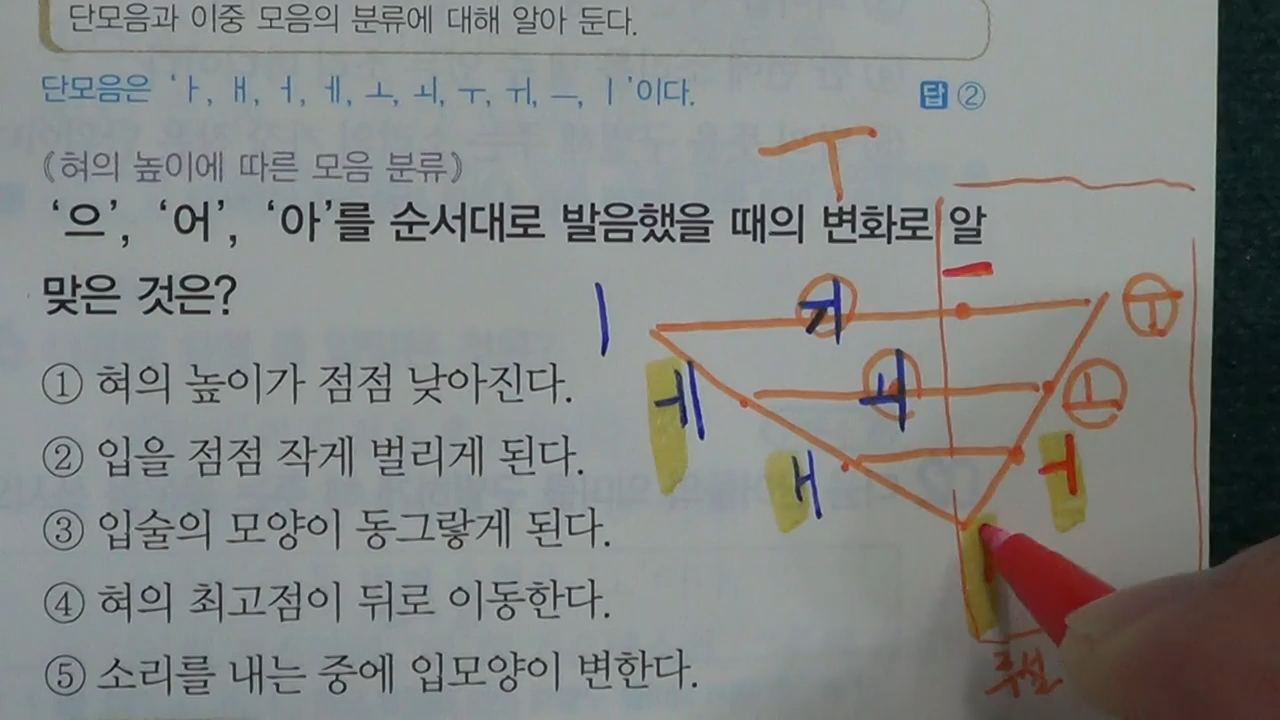 단모음과 이중 모음의 분류에 대해 알아 둔다.
단모음은 'ㅏ, ㅐ, ㅓ, ㅔ, ㅗ, ㅚ, ㅜ, ㅟ, ㅡ, ㅣ'이다. 답 ②
《혀의 높이에 따른 모음 분류》
ㅜ
'으', '어', '아'를 순서대로 발음했을 때의 변화로 알
맞은 것은?
ㅡ
ㅣ ㅟ ㅜ
① 혀의 높이가 점점 낮아진다.
ㅔ ㅚ ㅗ
② 입을 점점 작게 벌리게 된다.
ㅐ ㅓ
③ 입술의 모양이 동그랗게 된다.
④ 혀의 최고점이 뒤로 이동한다.
⑤ 소리를 내는 중에 입모양이 변한다.
후설